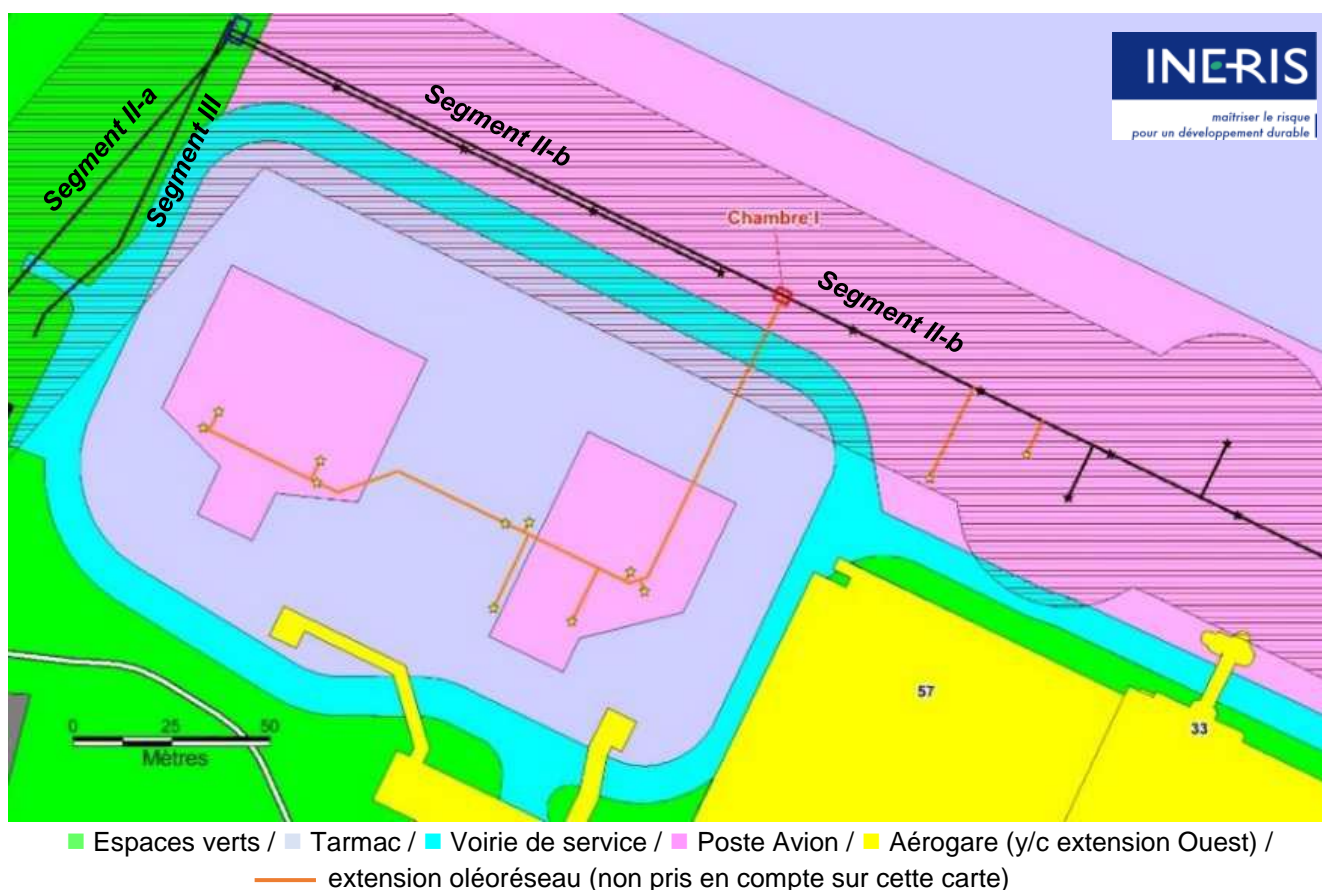 INERIS
maîtriser le risque
pour un développement durable
Segment II-a
Segment III
Segment II-b
Chambre I
Segment II-b
57
33
0 25 50
Mètres
Espaces verts / Tarmac / Voirie de service / Poste Avion / Aérogare (y/c extension Ouest) /
extension oléoréseau (non pris en compte sur cette carte)